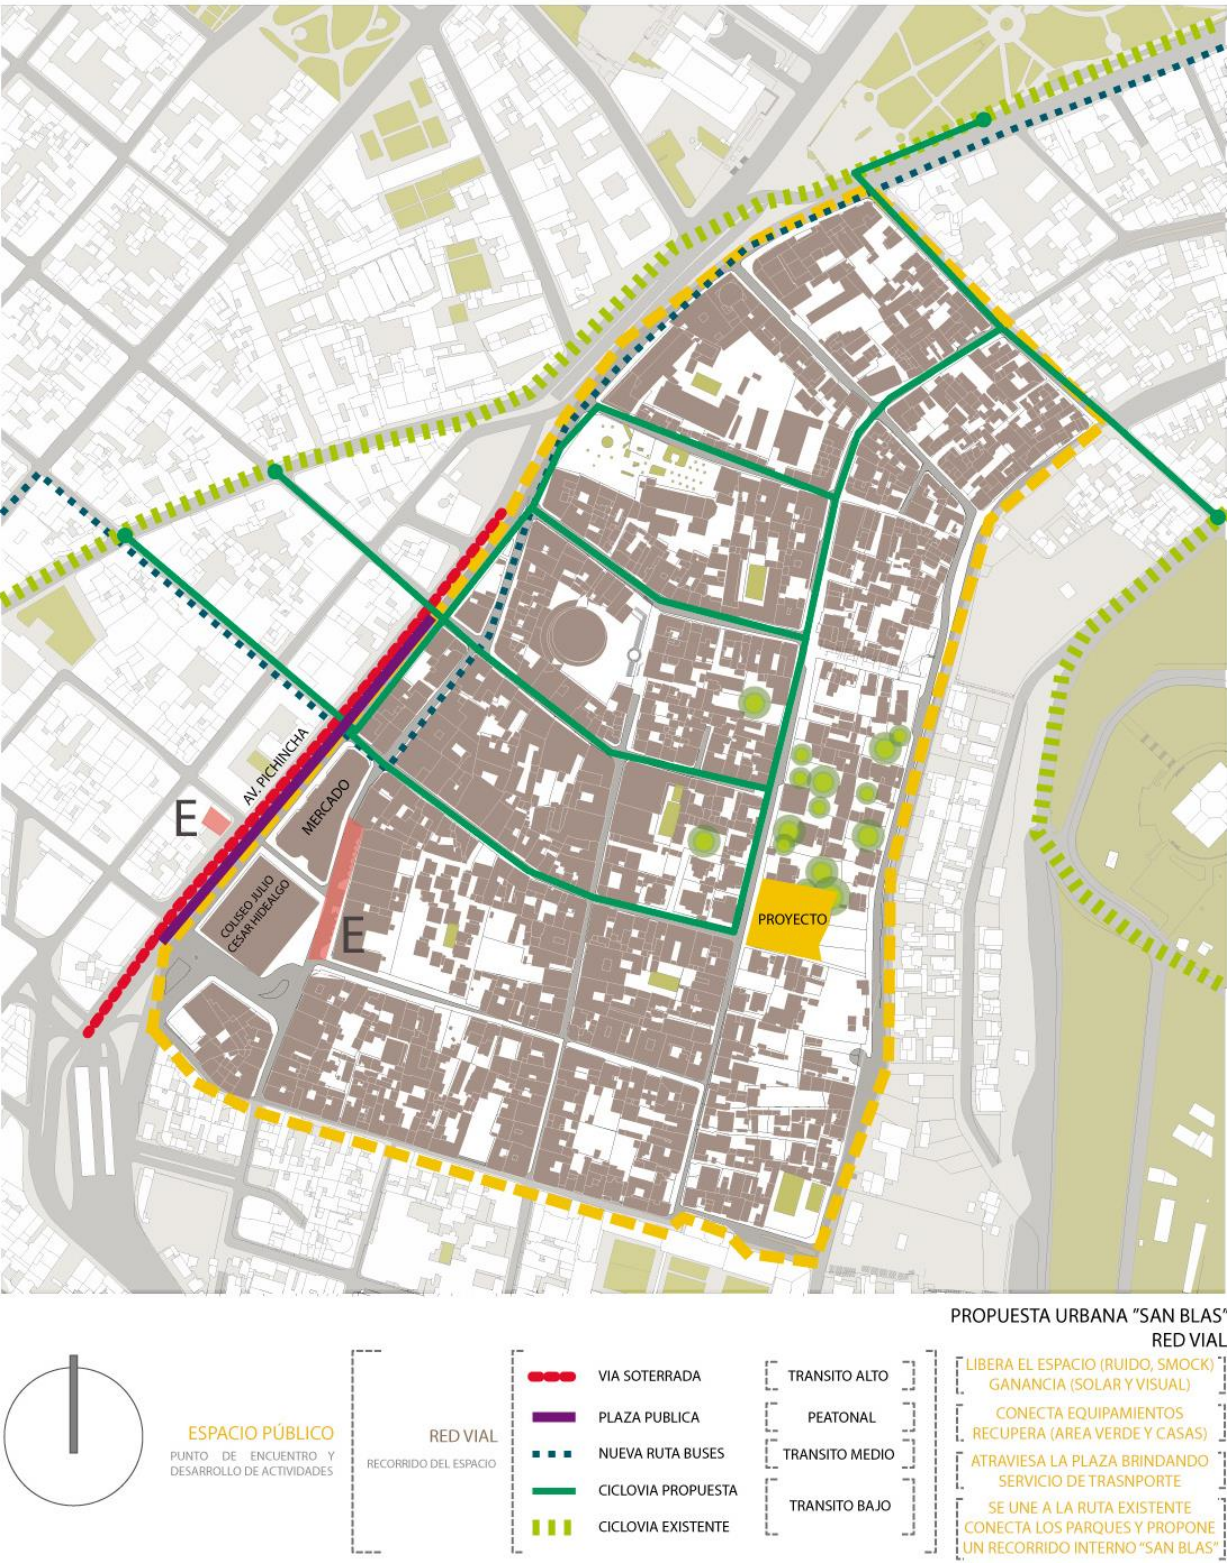 AV. PICHINCHA
E
MERCADO
COLISEO JULIO
CESAR HIDEALGO
E
PROYECTO
PROPUESTA URBANA "SAN BLAS"
RED VIAL
ESPACIO PÚBLICO
PUNTO DE ENCUENTRO Y
DESARROLLO DE ACTIVIDADES
RED VIAL
RECORRIDO DEL ESPACIO
VIA SOTERRADA
PLAZA PUBLICA
NUEVA RUTA BUSES
CICLOVIA PROPUESTA
CICLOVIA EXISTENTE
TRANSITO ALTO
PEATONAL
TRANSITO MEDIO
TRANSITO BAJO
LIBERA EL ESPACIO (RUIDO, SMOCK)
GANANCIA (SOLAR Y VISUAL)
CONECTA EQUIPAMIENTOS
RECUPERA (AREA VERDE Y CASAS)
ATRAVIESA LA PLAZA BRINDANDO
SERVICIO DE TRASNPORTE
SE UNE A LA RUTA EXISTENTE
CONECTA LOS PARQUES Y PROPONE
UN RECORRIDO INTERNO "SAN BLAS"